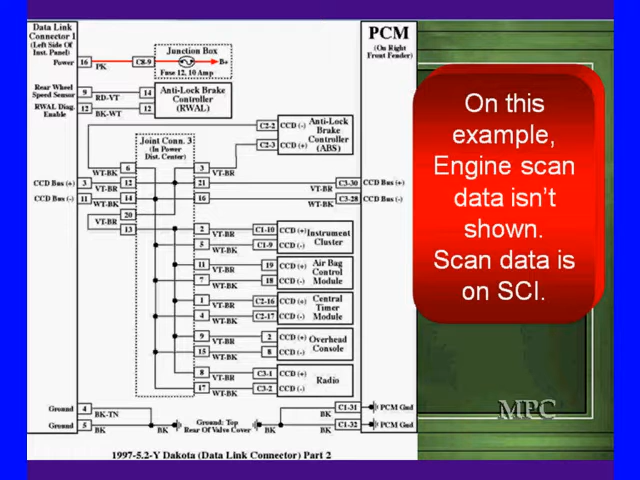 Data Link
Connector 1
(Left Side Of
Inst. Panel)
Power 16 PK C8-9 B+
Junction Box
Fuse 12, 10 Amp
PCM
(On Right
Front Fender)
Rear Wheel
Speed Sensor 9 RD-VT 14
RWAL Diag.
Enable 12 BK-WT 12
Anti-Lock Brake
Controller
(RWAL)
C2-2 CCD (-)
C2-3 CCD (+)
Anti-Lock
Brake
Controller
(ABS)
Joint Conn. 3
(In Power
Dist. Center)
6 WT-BK 3 VT-BR
CCD Bus (+) 3 VT-BR 12 21 VT-BR C3-30 CCD Bus (+)
CCD Bus (-) 11 WT-BK 14 16 WT-BK C3-28 CCD Bus (-)
20
VT-BR 13
2 VT-BR C1-10 CCD (+)
5 WT-BK C1-9 CCD (-)
Instrument
Cluster
11 VT-BR 19 CCD (+)
7 WT-BK 18 CCD (-)
Air Bag
Control
Module
1 VT-BR C2-16 CCD (+)
4 WT-BK C2-17 CCD (-)
Central
Timer
Module
9 VT-BR 2 CCD (+)
15 WT-BK 8 CCD (-)
Overhead
Console
8 VT-BR C3-1 CCD (+)
17 WT-BK C3-2 CCD (-)
Radio
Ground 4 BK-TN
Ground 5 BK BK
Ground: Top
Rear Of Valve Cover
BK BK C1-31 PCM Gnd
BK C1-32 PCM Gnd
1997-5.2-Y Dakota (Data Link Connector) Part 2
On this
example,
Engine scan
data isn't
shown.
Scan data is
on SCI.
MPC